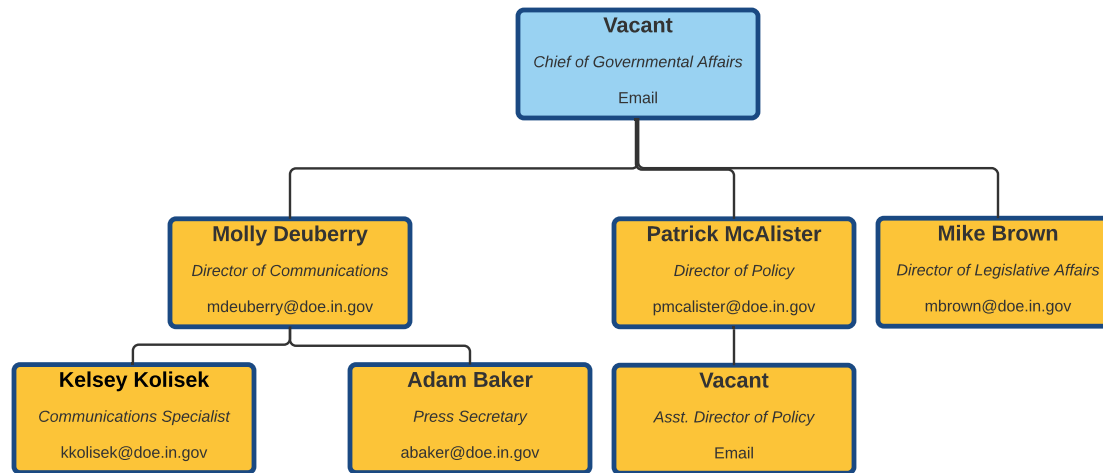 Vacant
Chief of Governmental Affairs
Email
Molly Deuberry
Director of Communications
mdeuberry@doe.in.gov
Patrick McAlister
Director of Policy
pmcalister@doe.in.gov
Mike Brown
Director of Legislative Affairs
mbrown@doe.in.gov
Kelsey Kolisek
Communications Specialist
kkolisek@doe.in.gov
Adam Baker
Press Secretary
abaker@doe.in.gov
Vacant
Asst. Director of Policy
Email